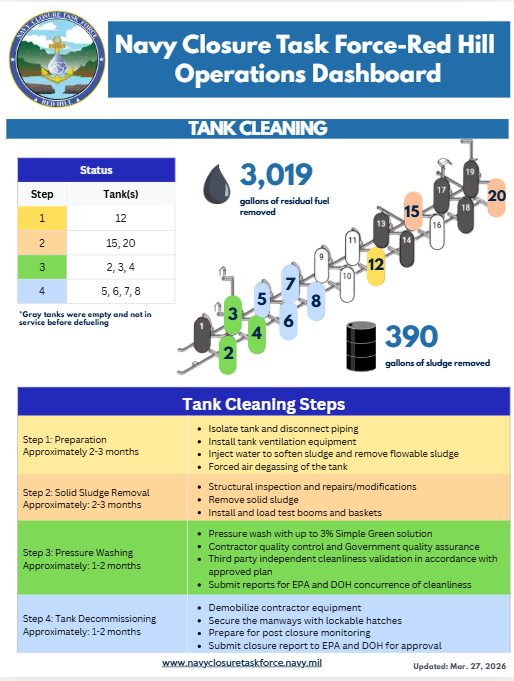 NAVY CLOSURE TASK FORCE
RED HILL
Navy Closure Task Force-Red Hill
Operations Dashboard
TANK CLEANING
Status
Step Tank(s)
1 12
2 15, 20
3 2, 3, 4
4 5, 6, 7, 8
*Gray tanks were empty and not in
service before defueling
3,019
gallons of residual fuel
removed
19
17
20
15
18
13
16
11
14
9
12
10
7
5
8
3
6
1
4
2
390
gallons of sludge removed
Tank Cleaning Steps
Step 1: Preparation
Approximately 2-3 months
• Isolate tank and disconnect piping
• Install tank ventilation equipment
• Inject water to soften sludge and remove flowable sludge
• Forced air degassing of the tank
Step 2: Solid Sludge Removal
Approximately: 2-3 months
• Structural inspection and repairs/modifications
• Remove solid sludge
• Install and load test booms and baskets
Step 3: Pressure Washing
Approximately: 1-2 months
• Pressure wash with up to 3% Simple Green solution
• Contractor quality control and Government quality assurance
• Third party independent cleanliness validation in accordance with
approved plan
• Submit reports for EPA and DOH concurrence of cleanliness
Step 4: Tank Decommissioning
Approximately: 1-2 months
• Demobilize contractor equipment
• Secure the manways with lockable hatches
• Prepare for post closure monitoring
• Submit closure report to EPA and DOH for approval
www.navyclosuretaskforce.navy.mil
Updated: Mar. 27, 2026